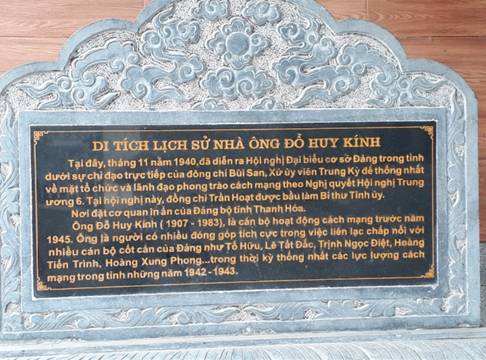 DI TÍCH LỊCH SỬ NHÀ ÔNG ĐỖ HUY KÍNH
Tại đây, tháng 11 năm 1940, đã diễn ra Hội nghị Đại biểu cơ sở Đảng trong tỉnh
dưới sự chỉ đạo trực tiếp của đồng chí Bùi San, Xứ ủy viên Trung Kỳ để thống nhất
về mặt tổ chức và lãnh đạo phong trào cách mạng theo Nghị quyết Hội nghị Trung
ương 6. Tại hội nghị này, đồng chí Trần Hoạt được bầu làm Bí thư Tỉnh ủy.
Nơi đặt cơ quan in ấn của Đảng bộ tỉnh Thanh Hóa.
Ông Đỗ Huy Kính ( 1907 - 1983), là cán bộ hoạt động cách mạng trước năm
1945. Ông là người có nhiều đóng góp tích cực trong việc liên lạc chắp nối với
nhiều cán bộ cốt cán của Đảng như Tố Hữu, Lê Tất Đắc, Trịnh Ngọc Điệt, Hoàng
Tiến Trình, Hoàng Xung Phong...trong thời kỳ thống nhất các lực lượng cách
mạng trong tỉnh những năm 1942 -1943.